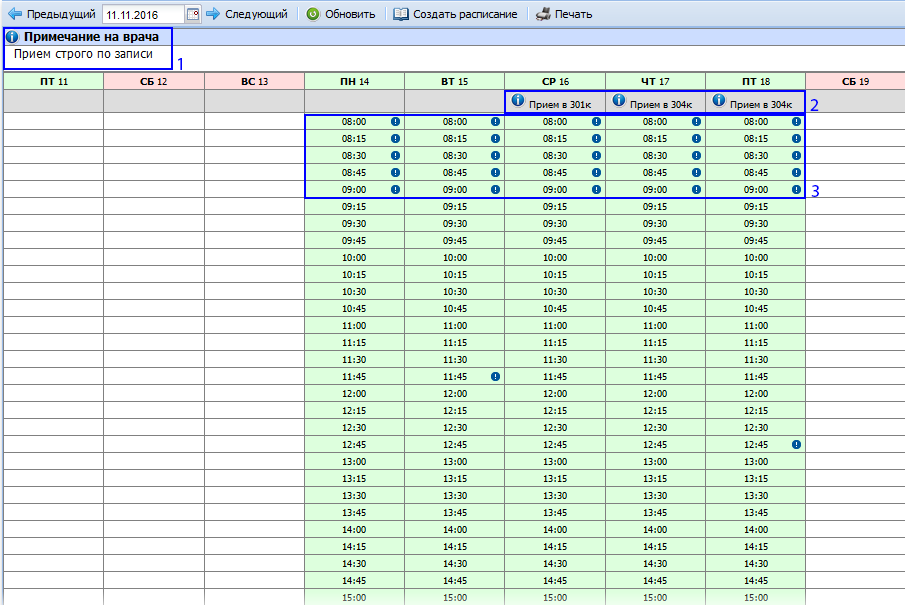 Предыдущий 11.11.2016 Следующий Обновить Создать расписание Печать
Примечание на врача
Прием строго по записи
1
ПТ 11 СБ 12 ВС 13 ПН 14 ВТ 15 СР 16 ЧТ 17 ПТ 18 СБ 19
Прием в 301к Прием в 304к Прием в 304к 2
08:00 08:00 08:00 08:00 08:00
08:15 08:15 08:15 08:15 08:15
08:30 08:30 08:30 08:30 08:30
08:45 08:45 08:45 08:45 08:45
09:00 09:00 09:00 09:00 09:00 3
09:15 09:15 09:15 09:15 09:15
09:30 09:30 09:30 09:30 09:30
09:45 09:45 09:45 09:45 09:45
10:00 10:00 10:00 10:00 10:00
10:15 10:15 10:15 10:15 10:15
10:30 10:30 10:30 10:30 10:30
10:45 10:45 10:45 10:45 10:45
11:00 11:00 11:00 11:00 11:00
11:15 11:15 11:15 11:15 11:15
11:30 11:30 11:30 11:30 11:30
11:45 11:45 11:45 11:45 11:45
12:00 12:00 12:00 12:00 12:00
12:15 12:15 12:15 12:15 12:15
12:30 12:30 12:30 12:30 12:30
12:45 12:45 12:45 12:45 12:45
13:00 13:00 13:00 13:00 13:00
13:15 13:15 13:15 13:15 13:15
13:30 13:30 13:30 13:30 13:30
13:45 13:45 13:45 13:45 13:45
14:00 14:00 14:00 14:00 14:00
14:15 14:15 14:15 14:15 14:15
14:30 14:30 14:30 14:30 14:30
14:45 14:45 14:45 14:45 14:45
15:00 15:00 15:00 15:00 15:00